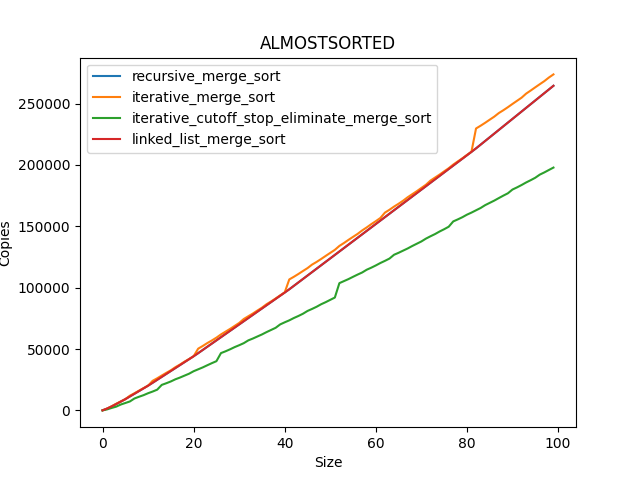 ALMOSTSORTED
recursive_merge_sort
iterative_merge_sort
iterative_cutoff_stop_eliminate_merge_sort
linked_list_merge_sort
250000
200000
150000
100000
50000
0
Copies
0 20 40 60 80 100
Size